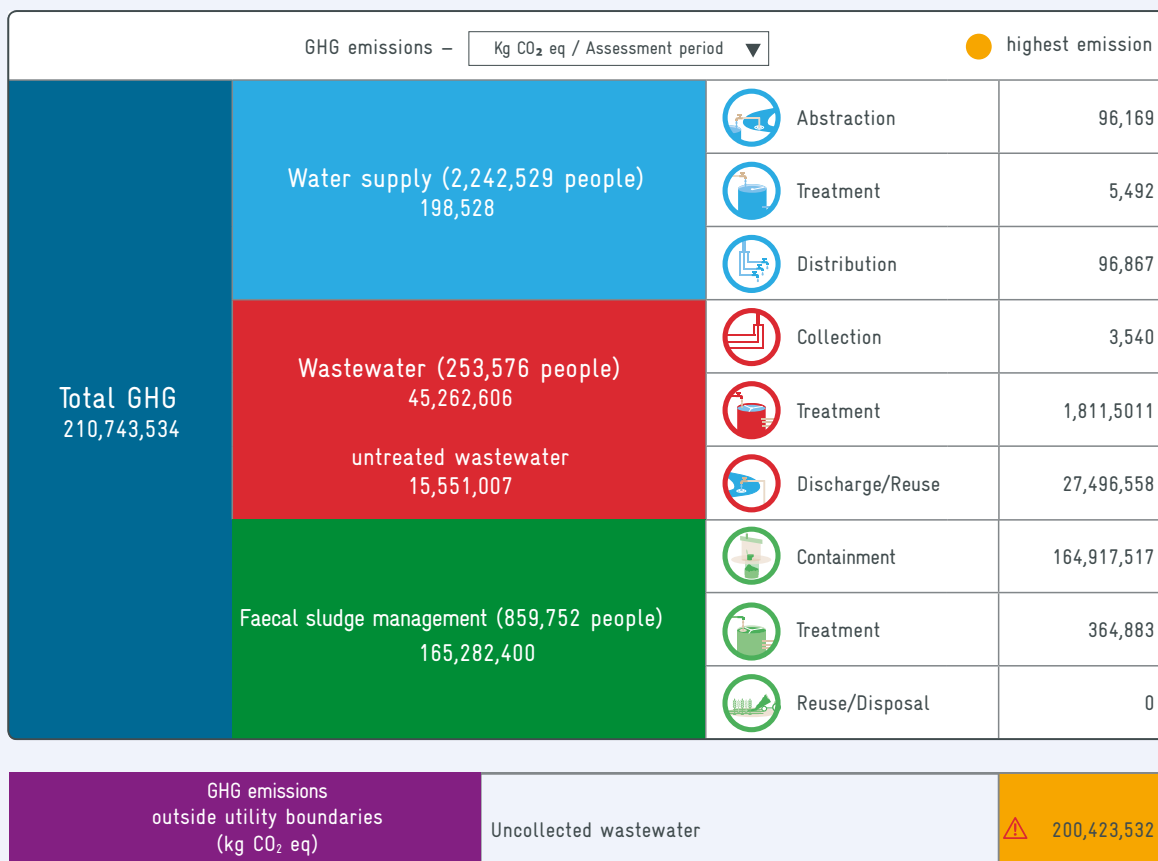 GHG emissions – Kg CO₂ eq / Assessment period ▼
highest emission
Total GHG
210,743,534
Water supply (2,242,529 people)
198,528
Abstraction 96,169
Treatment 5,492
Distribution 96,867
Wastewater (253,576 people)
45,262,606
untreated wastewater
15,551,007
Collection 3,540
Treatment 1,811,5011
Discharge/Reuse 27,496,558
Faecal sludge management (859,752 people)
165,282,400
Containment 164,917,517
Treatment 364,883
Reuse/Disposal 0
GHG emissions
outside utility boundaries
(kg CO₂ eq)
Uncollected wastewater 200,423,532